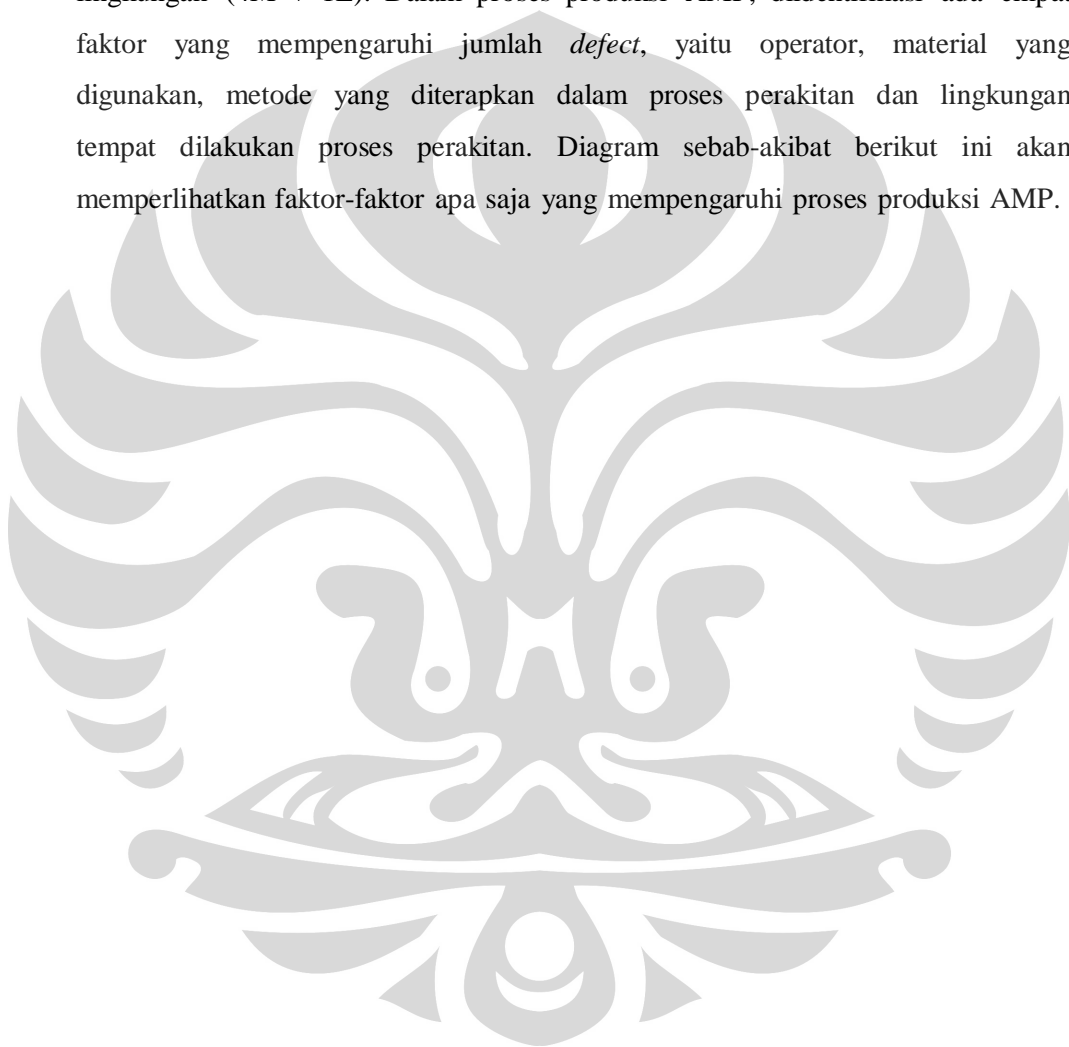 faktor yang mempengaruhi jumlah defect, yaitu operator, material yang
digunakan, metode yang diterapkan dalam proses perakitan dan lingkungan
tempat dilakukan proses perakitan. Diagram sebab-akibat berikut ini akan
memperlihatkan faktor-faktor apa saja yang mempengaruhi proses produksi AMP.